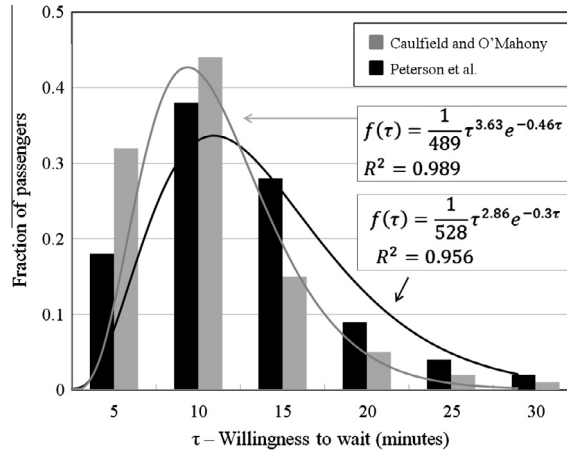 0.5
0.4
0.3
0.2
0.1
0
Fraction of passengers
Caulfield and O'Mahony
Peterson et al.
f(τ) = 1/489 τ^3.63 e^−0.46τ
R² = 0.989
f(τ) = 1/528 τ^2.86 e^−0.3τ
R² = 0.956
5 10 15 20 25 30
τ – Willingness to wait (minutes)